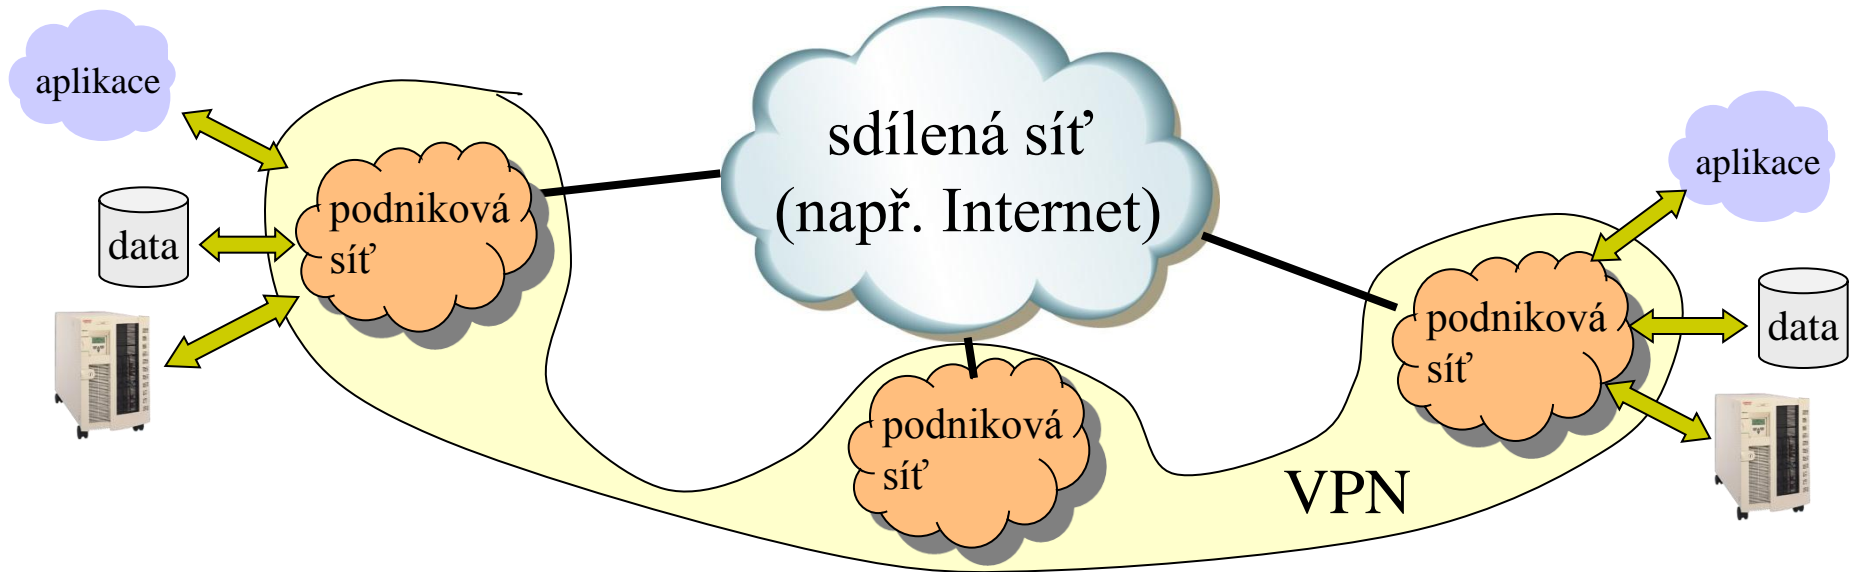 aplikace
sdílená síť
(např. Internet)
aplikace
podniková
síť
data
podniková
síť
data
podniková
síť
VPN